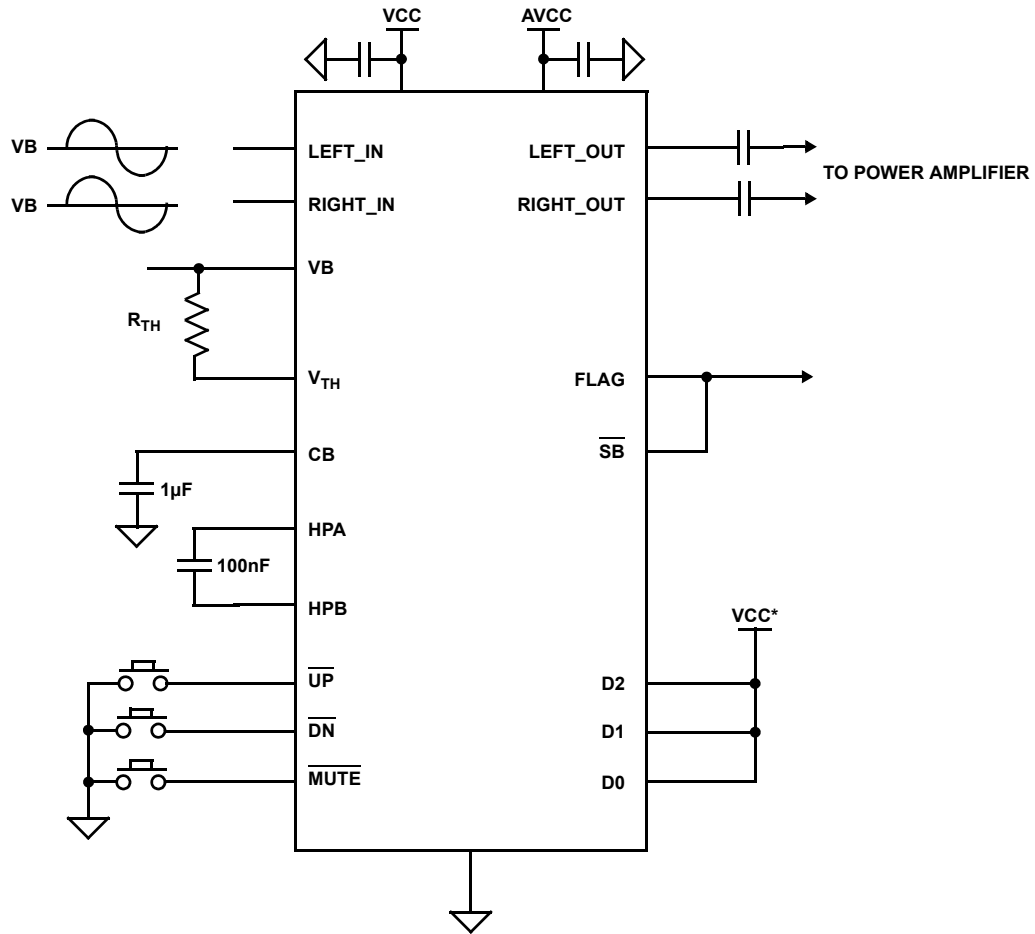 VCC
AVCC
VB
LEFT_IN
LEFT_OUT
TO POWER AMPLIFIER
VB
RIGHT_IN
RIGHT_OUT
VB
RTH
VTH
FLAG
CB
SB
1µF
HPA
100nF
HPB
VCC*
UP
D2
DN
D1
MUTE
D0